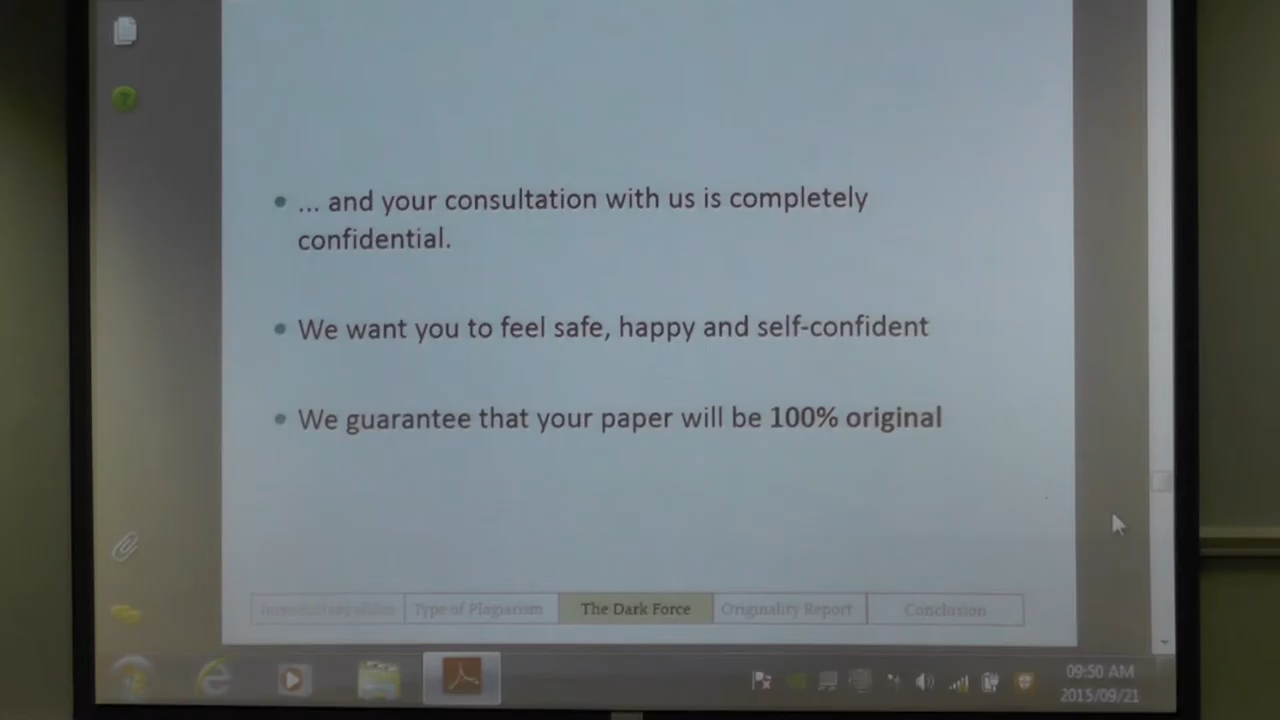 ... and your consultation with us is completely
confidential.
We want you to feel safe, happy and self-confident
We guarantee that your paper will be 100% original
Introductory slides Type of Plagiarism The Dark Force Originality Report Conclusion
09:50 AM
2015/09/21